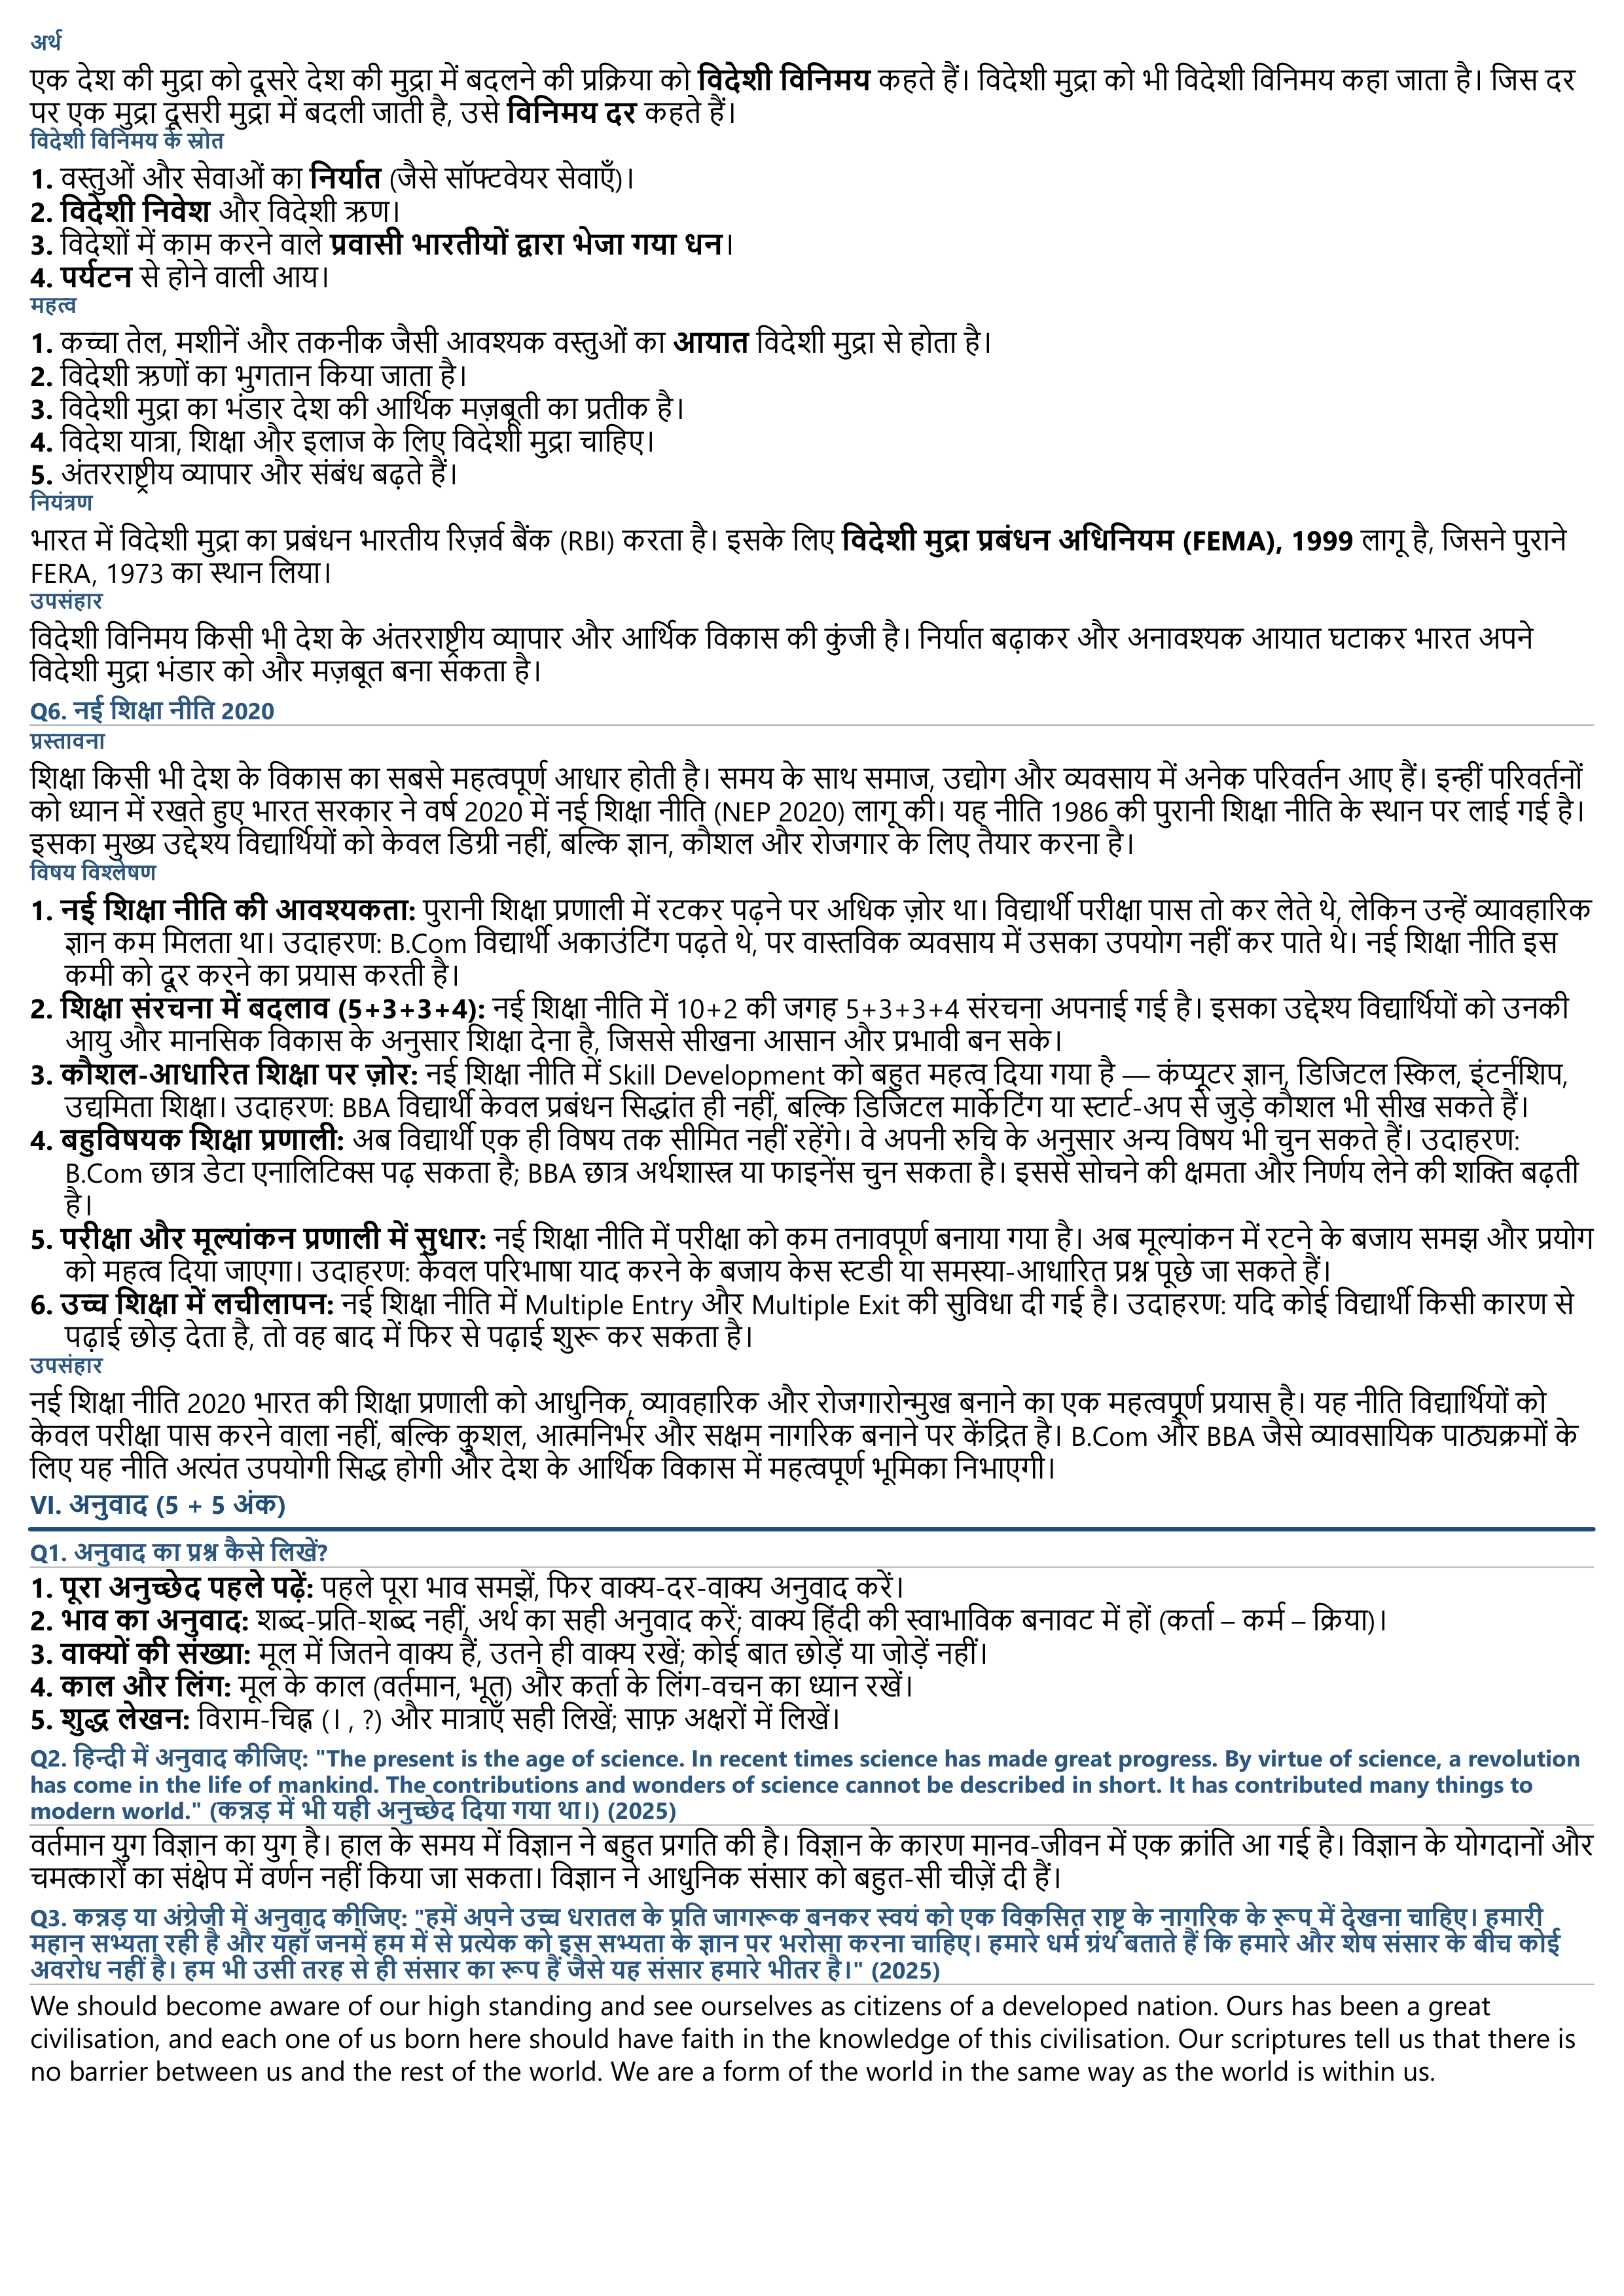 अर्थ
एक देश की मुद्रा को दूसरे देश की मुद्रा में बदलने की प्रक्रिया को विदेशी विनिमय कहते हैं। विदेशी मुद्रा को भी विदेशी विनिमय कहा जाता है। जिस दर
पर एक मुद्रा दूसरी मुद्रा में बदली जाती है, उसे विनिमय दर कहते हैं।
विदेशी विनिमय के स्रोत
1. वस्तुओं और सेवाओं का निर्यात (जैसे सॉफ्टवेयर सेवाएँ)।
2. विदेशी निवेश और विदेशी ऋण।
3. विदेशों में काम करने वाले प्रवासी भारतीयों द्वारा भेजा गया धन।
4. पर्यटन से होने वाली आय।
महत्व
1. कच्चा तेल, मशीनें और तकनीक जैसी आवश्यक वस्तुओं का आयात विदेशी मुद्रा से होता है।
2. विदेशी ऋणों का भुगतान किया जाता है।
3. विदेशी मुद्रा का भंडार देश की आर्थिक मज़बूती का प्रतीक है।
4. विदेश यात्रा, शिक्षा और इलाज के लिए विदेशी मुद्रा चाहिए।
5. अंतरराष्ट्रीय व्यापार और संबंध बढ़ते हैं।
नियंत्रण
भारत में विदेशी मुद्रा का प्रबंधन भारतीय रिज़र्व बैंक (RBI) करता है। इसके लिए विदेशी मुद्रा प्रबंधन अधिनियम (FEMA), 1999 लागू है, जिसने पुराने
FERA, 1973 का स्थान लिया।
उपसंहार
विदेशी विनिमय किसी भी देश के अंतरराष्ट्रीय व्यापार और आर्थिक विकास की कुंजी है। निर्यात बढ़ाकर और अनावश्यक आयात घटाकर भारत अपने
विदेशी मुद्रा भंडार को और मज़बूत बना सकता है।
Q6. नई शिक्षा नीति 2020
प्रस्तावना
शिक्षा किसी भी देश के विकास का सबसे महत्वपूर्ण आधार होती है। समय के साथ समाज, उद्योग और व्यवसाय में अनेक परिवर्तन आए हैं। इन्हीं परिवर्तनों
को ध्यान में रखते हुए भारत सरकार ने वर्ष 2020 में नई शिक्षा नीति (NEP 2020) लागू की। यह नीति 1986 की पुरानी शिक्षा नीति के स्थान पर लाई गई है।
इसका मुख्य उद्देश्य विद्यार्थियों को केवल डिग्री नहीं, बल्कि ज्ञान, कौशल और रोजगार के लिए तैयार करना है।
विषय विश्लेषण
1. नई शिक्षा नीति की आवश्यकता: पुरानी शिक्षा प्रणाली में रटकर पढ़ने पर अधिक ज़ोर था। विद्यार्थी परीक्षा पास तो कर लेते थे, लेकिन उन्हें व्यावहारिक
ज्ञान कम मिलता था। उदाहरण: B.Com विद्यार्थी अकाउंटिंग पढ़ते थे, पर वास्तविक व्यवसाय में उसका उपयोग नहीं कर पाते थे। नई शिक्षा नीति इस
कमी को दूर करने का प्रयास करती है।
2. शिक्षा संरचना में बदलाव (5+3+3+4): नई शिक्षा नीति में 10+2 की जगह 5+3+3+4 संरचना अपनाई गई है। इसका उद्देश्य विद्यार्थियों को उनकी
आयु और मानसिक विकास के अनुसार शिक्षा देना है, जिससे सीखना आसान और प्रभावी बन सके।
3. कौशल-आधारित शिक्षा पर ज़ोर: नई शिक्षा नीति में Skill Development को बहुत महत्व दिया गया है — कंप्यूटर ज्ञान, डिजिटल स्किल, इंटर्नशिप,
उद्यमिता शिक्षा। उदाहरण: BBA विद्यार्थी केवल प्रबंधन सिद्धांत ही नहीं, बल्कि डिजिटल मार्केटिंग या स्टार्ट-अप से जुड़े कौशल भी सीख सकते हैं।
4. बहुविषयक शिक्षा प्रणाली: अब विद्यार्थी एक ही विषय तक सीमित नहीं रहेंगे। वे अपनी रुचि के अनुसार अन्य विषय भी चुन सकते हैं। उदाहरण:
B.Com छात्र डेटा एनालिटिक्स पढ़ सकता है; BBA छात्र अर्थशास्त्र या फाइनेंस चुन सकता है। इससे सोचने की क्षमता और निर्णय लेने की शक्ति बढ़ती
है।
5. परीक्षा और मूल्यांकन प्रणाली में सुधार: नई शिक्षा नीति में परीक्षा को कम तनावपूर्ण बनाया गया है। अब मूल्यांकन में रटने के बजाय समझ और प्रयोग
को महत्व दिया जाएगा। उदाहरण: केवल परिभाषा याद करने के बजाय केस स्टडी या समस्या-आधारित प्रश्न पूछे जा सकते हैं।
6. उच्च शिक्षा में लचीलापन: नई शिक्षा नीति में Multiple Entry और Multiple Exit की सुविधा दी गई है। उदाहरण: यदि कोई विद्यार्थी किसी कारण से
पढ़ाई छोड़ देता है, तो वह बाद में फिर से पढ़ाई शुरू कर सकता है।
उपसंहार
नई शिक्षा नीति 2020 भारत की शिक्षा प्रणाली को आधुनिक, व्यावहारिक और रोजगारोन्मुख बनाने का एक महत्वपूर्ण प्रयास है। यह नीति विद्यार्थियों को
केवल परीक्षा पास करने वाला नहीं, बल्कि कुशल, आत्मनिर्भर और सक्षम नागरिक बनाने पर केंद्रित है। B.Com और BBA जैसे व्यावसायिक पाठ्यक्रमों के
लिए यह नीति अत्यंत उपयोगी सिद्ध होगी और देश के आर्थिक विकास में महत्वपूर्ण भूमिका निभाएगी।
VI. अनुवाद (5 + 5 अंक)
Q1. अनुवाद का प्रश्न कैसे लिखें?
1. पूरा अनुच्छेद पहले पढ़ें: पहले पूरा भाव समझें, फिर वाक्य-दर-वाक्य अनुवाद करें।
2. भाव का अनुवाद: शब्द-प्रति-शब्द नहीं, अर्थ का सही अनुवाद करें; वाक्य हिंदी की स्वाभाविक बनावट में हों (कर्ता – कर्म – क्रिया)।
3. वाक्यों की संख्या: मूल में जितने वाक्य हैं, उतने ही वाक्य रखें; कोई बात छोड़ें या जोड़ें नहीं।
4. काल और लिंग: मूल के काल (वर्तमान, भूत) और कर्ता के लिंग-वचन का ध्यान रखें।
5. शुद्ध लेखन: विराम-चिह्न (। , ?) और मात्राएँ सही लिखें; साफ़ अक्षरों में लिखें।
Q2. हिन्दी में अनुवाद कीजिए: "The present is the age of science. In recent times science has made great progress. By virtue of science, a revolution
has come in the life of mankind. The contributions and wonders of science cannot be described in short. It has contributed many things to
modern world." (कन्नड़ में भी यही अनुच्छेद दिया गया था।) (2025)
वर्तमान युग विज्ञान का युग है। हाल के समय में विज्ञान ने बहुत प्रगति की है। विज्ञान के कारण मानव-जीवन में एक क्रांति आ गई है। विज्ञान के योगदानों और
चमत्कारों का संक्षेप में वर्णन नहीं किया जा सकता। विज्ञान ने आधुनिक संसार को बहुत-सी चीज़ें दी हैं।
Q3. कन्नड़ या अंग्रेजी में अनुवाद कीजिए: "हमें अपने उच्च धरातल के प्रति जागरूक बनकर स्वयं को एक विकसित राष्ट्र के नागरिक के रूप में देखना चाहिए। हमारी
महान सभ्यता रही है और यहाँ जनमें हम में से प्रत्येक को इस सभ्यता के ज्ञान पर भरोसा करना चाहिए। हमारे धर्म ग्रंथ बताते हैं कि हमारे और शेष संसार के बीच कोई
अवरोध नहीं है। हम भी उसी तरह से ही संसार का रूप हैं जैसे यह संसार हमारे भीतर है।" (2025)
We should become aware of our high standing and see ourselves as citizens of a developed nation. Ours has been a great
civilisation, and each one of us born here should have faith in the knowledge of this civilisation. Our scriptures tell us that there is
no barrier between us and the rest of the world. We are a form of the world in the same way as the world is within us.